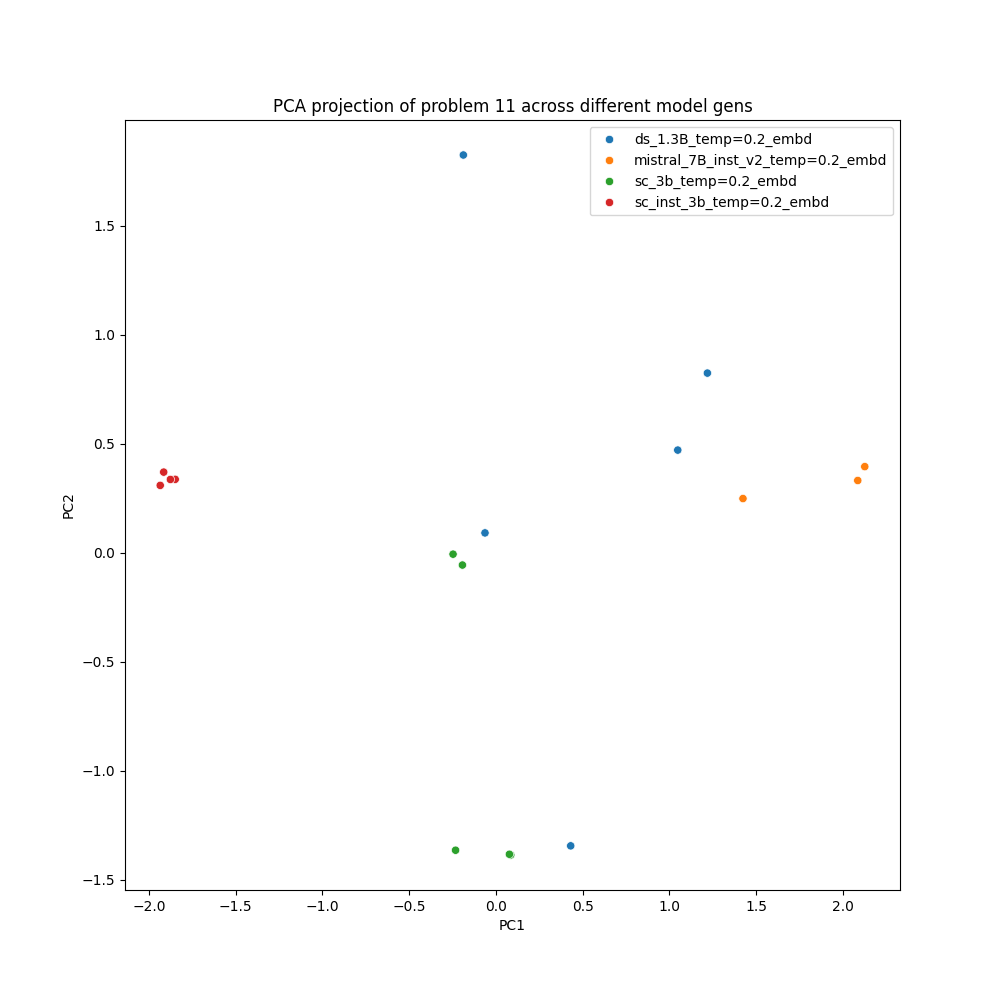 PCA projection of problem 11 across different model gens
ds_1.3B_temp=0.2_embd
mistral_7B_inst_v2_temp=0.2_embd
sc_3b_temp=0.2_embd
sc_inst_3b_temp=0.2_embd
1.5
1.0
0.5
0.0
−0.5
−1.0
−1.5
PC2
−2.0 −1.5 −1.0 −0.5 0.0 0.5 1.0 1.5 2.0
PC1